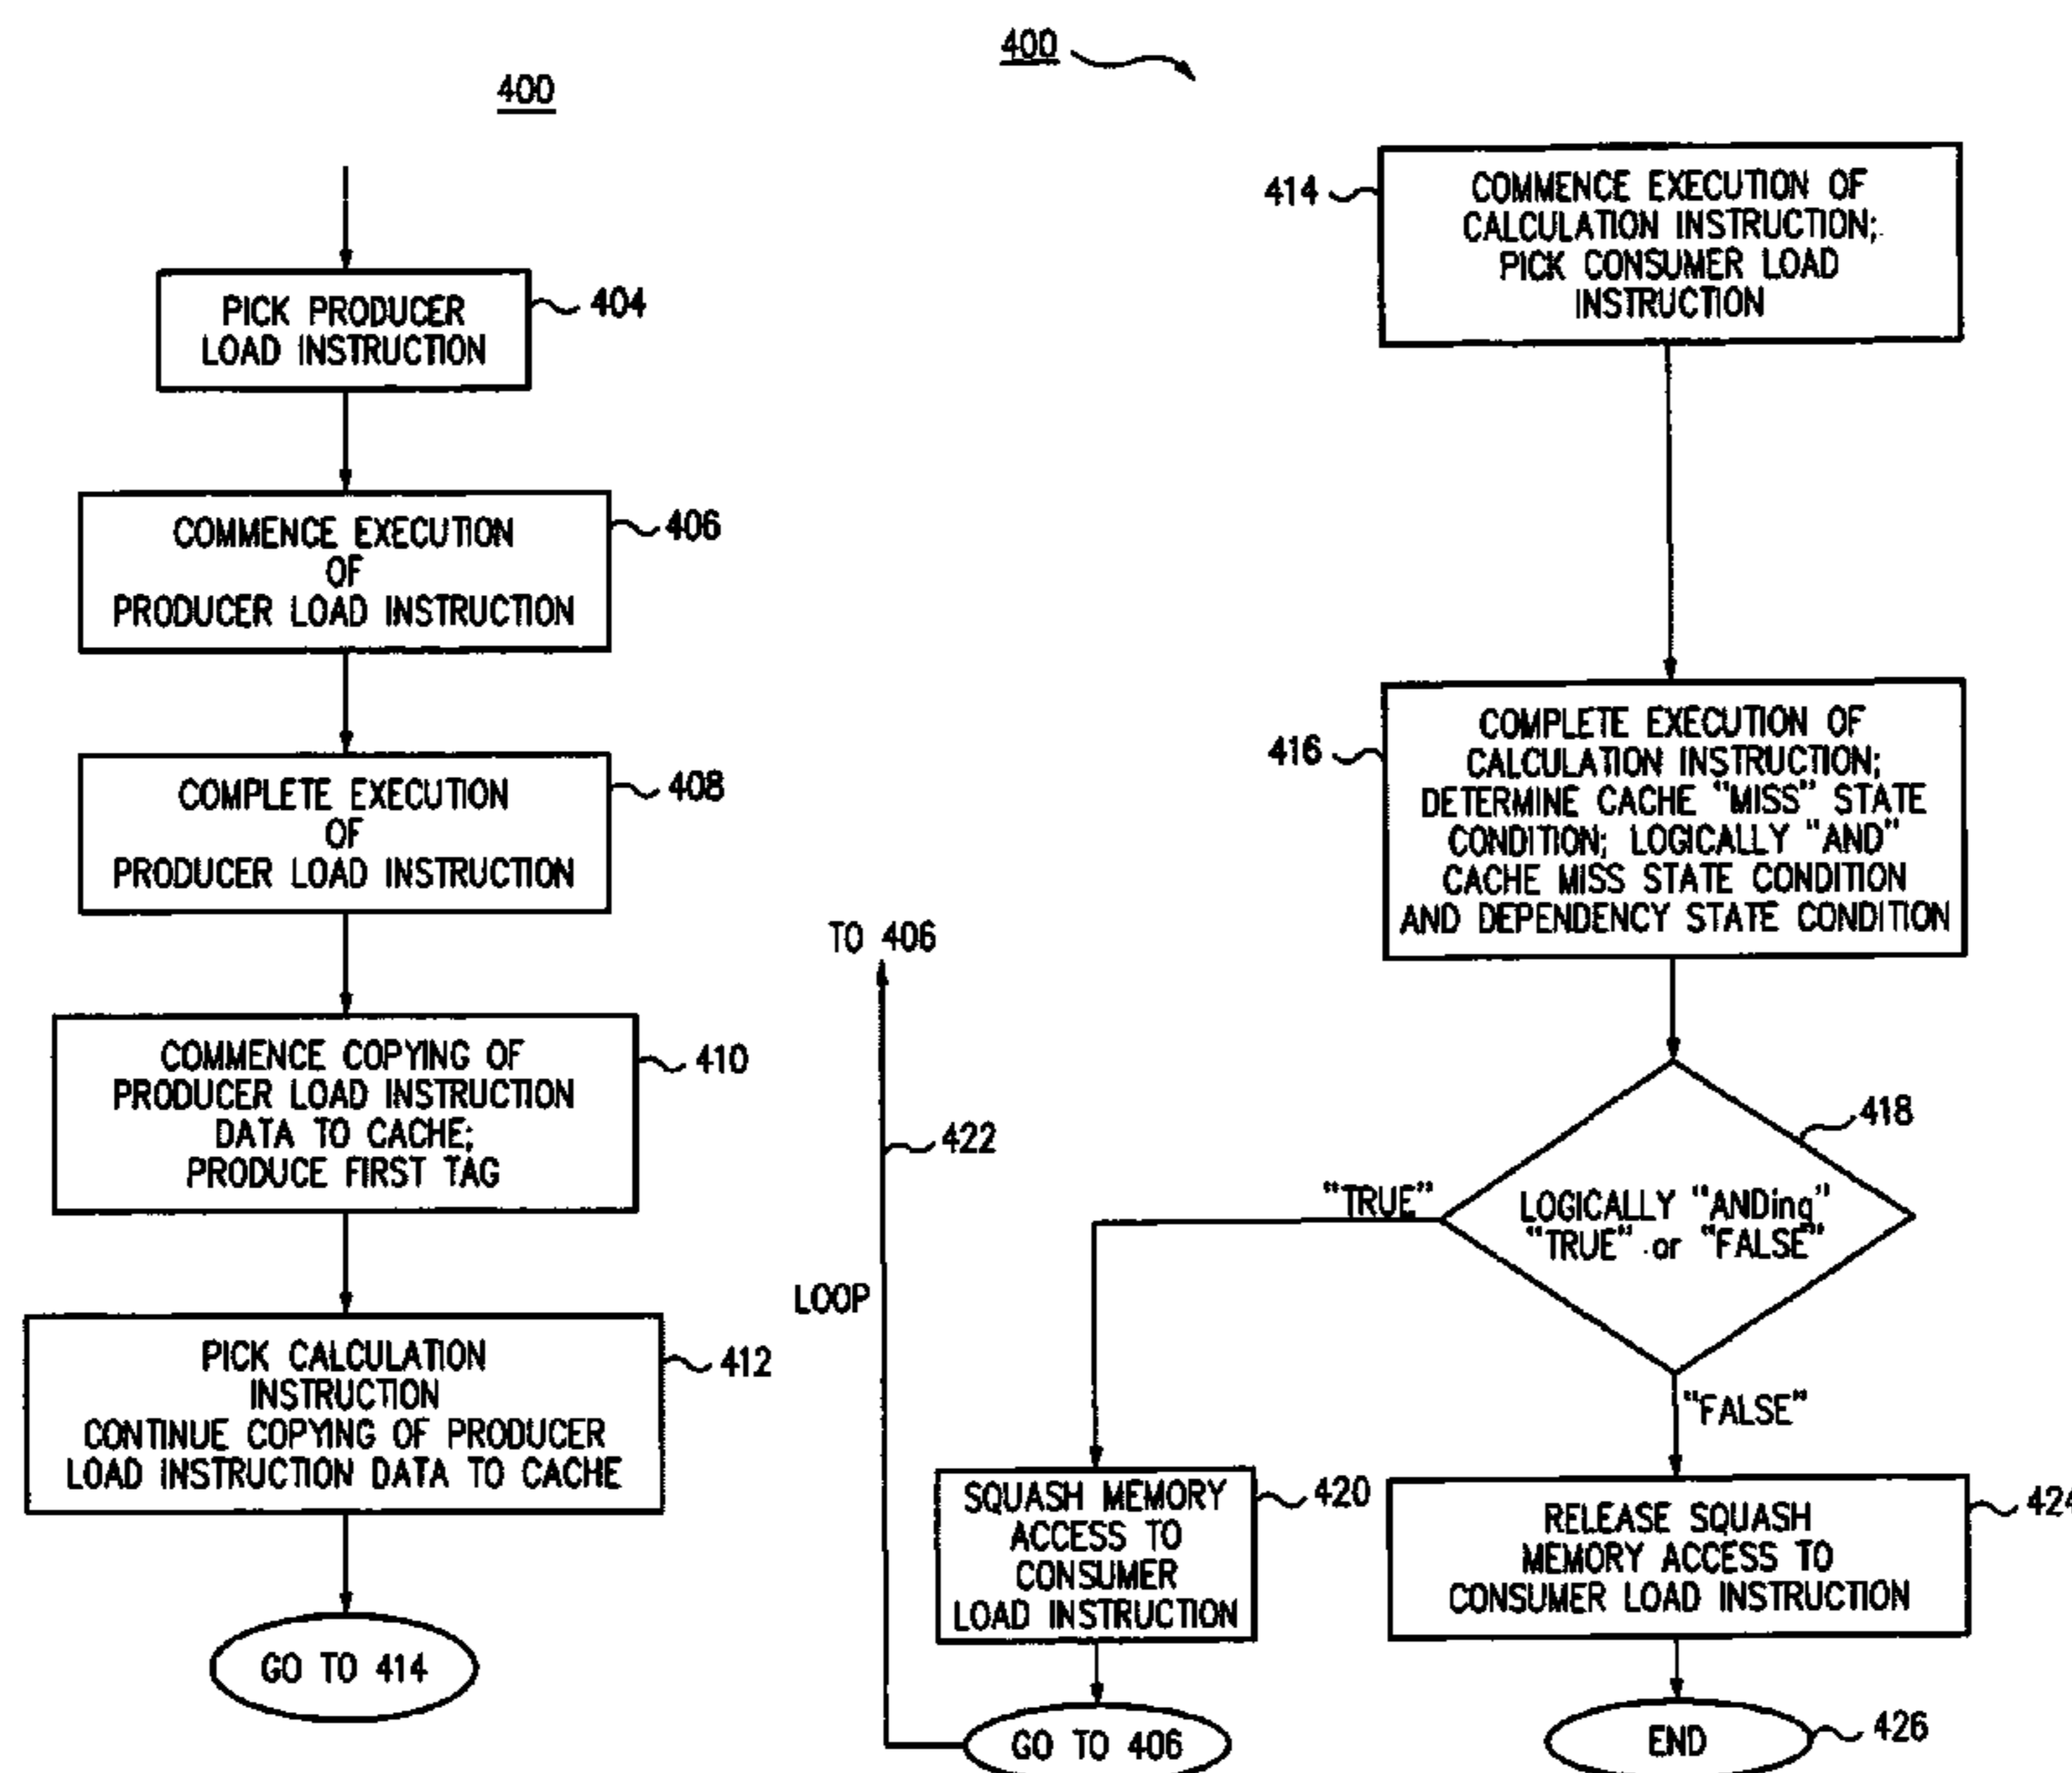 400
PICK PRODUCER
LOAD INSTRUCTION
404
COMMENCE EXECUTION
OF
PRODUCER LOAD INSTRUCTION
406
COMPLETE EXECUTION
OF
PRODUCER LOAD INSTRUCTION
408
COMMENCE COPYING OF
PRODUCER LOAD INSTRUCTION
DATA TO CACHE;
PRODUCE FIRST TAG
410
PICK CALCULATION
INSTRUCTION
CONTINUE COPYING OF PRODUCER
LOAD INSTRUCTION DATA TO CACHE
412
GO TO 414
400
414
COMMENCE EXECUTION OF
CALCULATION INSTRUCTION;
PICK CONSUMER LOAD
INSTRUCTION
416
COMPLETE EXECUTION OF
CALCULATION INSTRUCTION;
DETERMINE CACHE "MISS" STATE
CONDITION; LOGICALLY "AND"
CACHE MISS STATE CONDITION
AND DEPENDENCY STATE CONDITION
418
LOGICALLY "ANDing"
"TRUE" or "FALSE"
"TRUE"
"FALSE"
SQUASH MEMORY
ACCESS TO
CONSUMER
LOAD INSTRUCTION
420
GO TO 406
LOOP
422
TO 406
RELEASE SQUASH
MEMORY ACCESS TO
CONSUMER LOAD INSTRUCTION
424
END
426